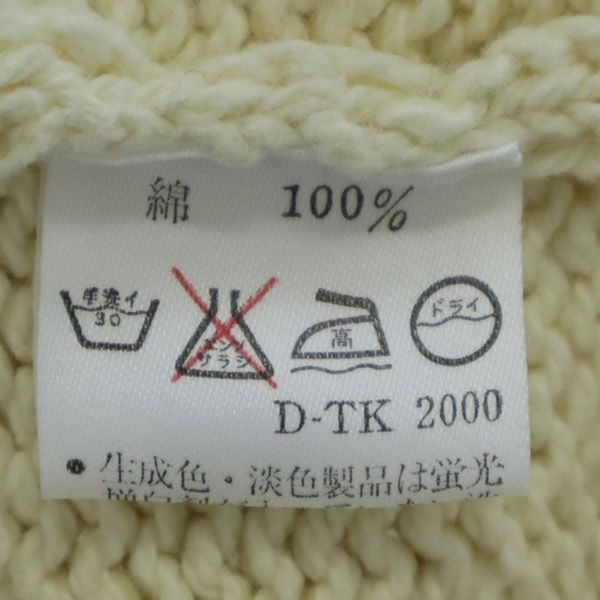 綿 100%
手洗イ
30
エンソ
サラシ
高
ドライ
D-TK 2000
• 生成色・淡色製品は蛍光